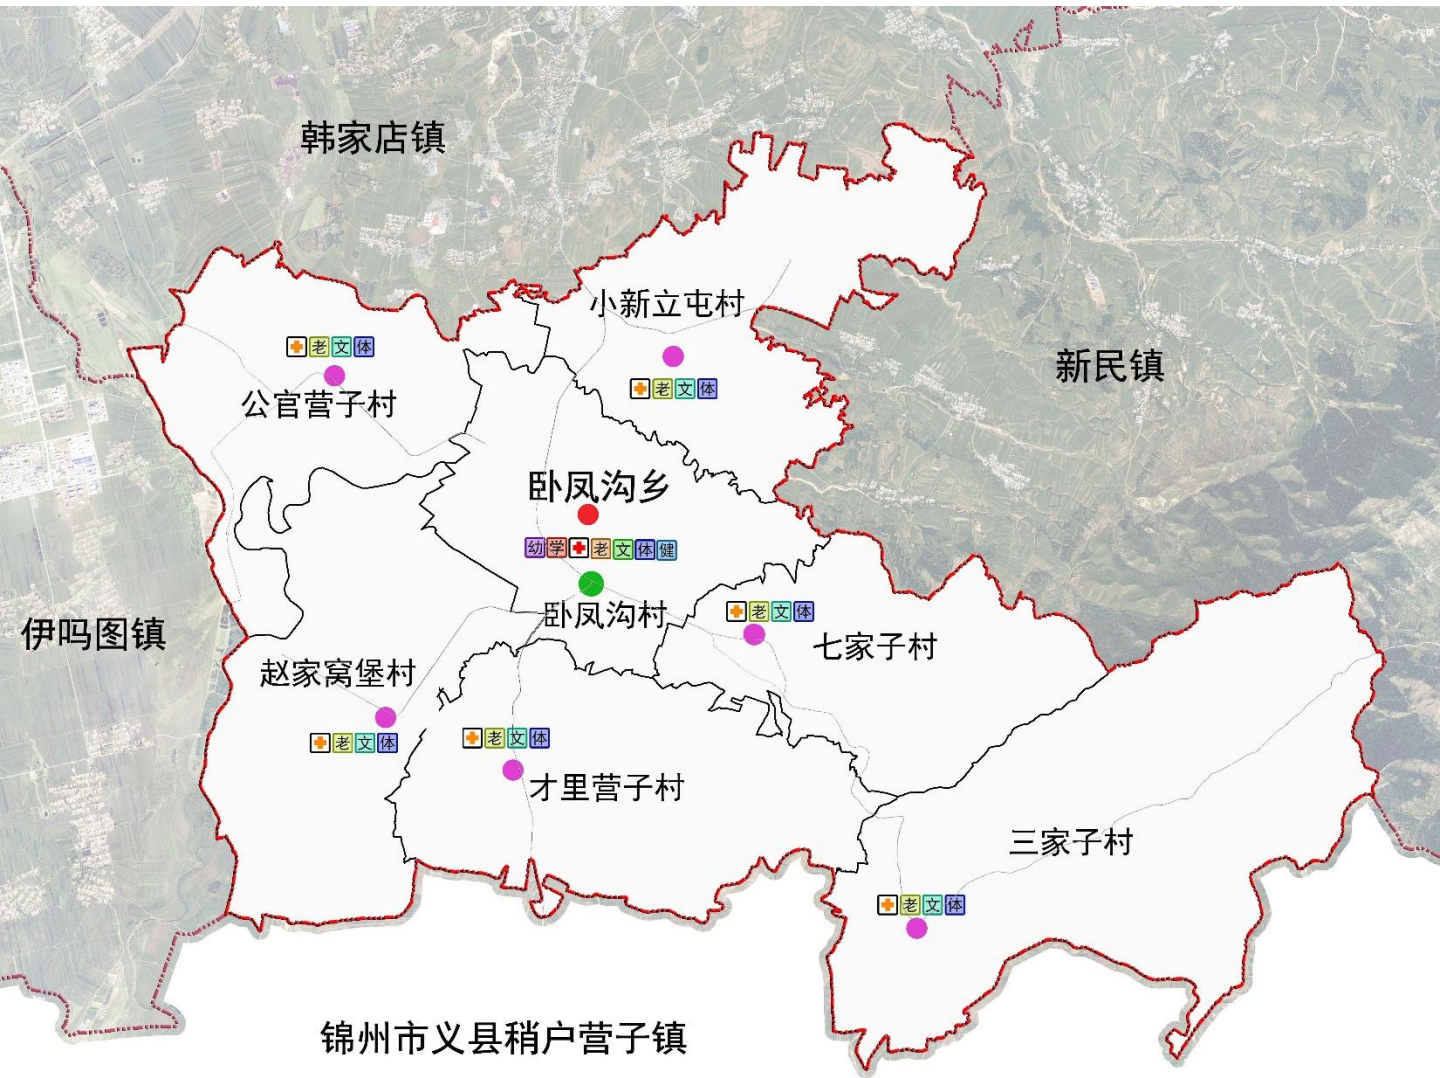 韩家店镇
小新立屯村
老文体
新民镇
公官营子村
老文体
卧凤沟乡
幼学老文体健
卧凤沟村
老文体
七家子村
伊吗图镇
赵家窝堡村
老文体
老文体
才里营子村
三家子村
老文体
锦州市义县稍户营子镇